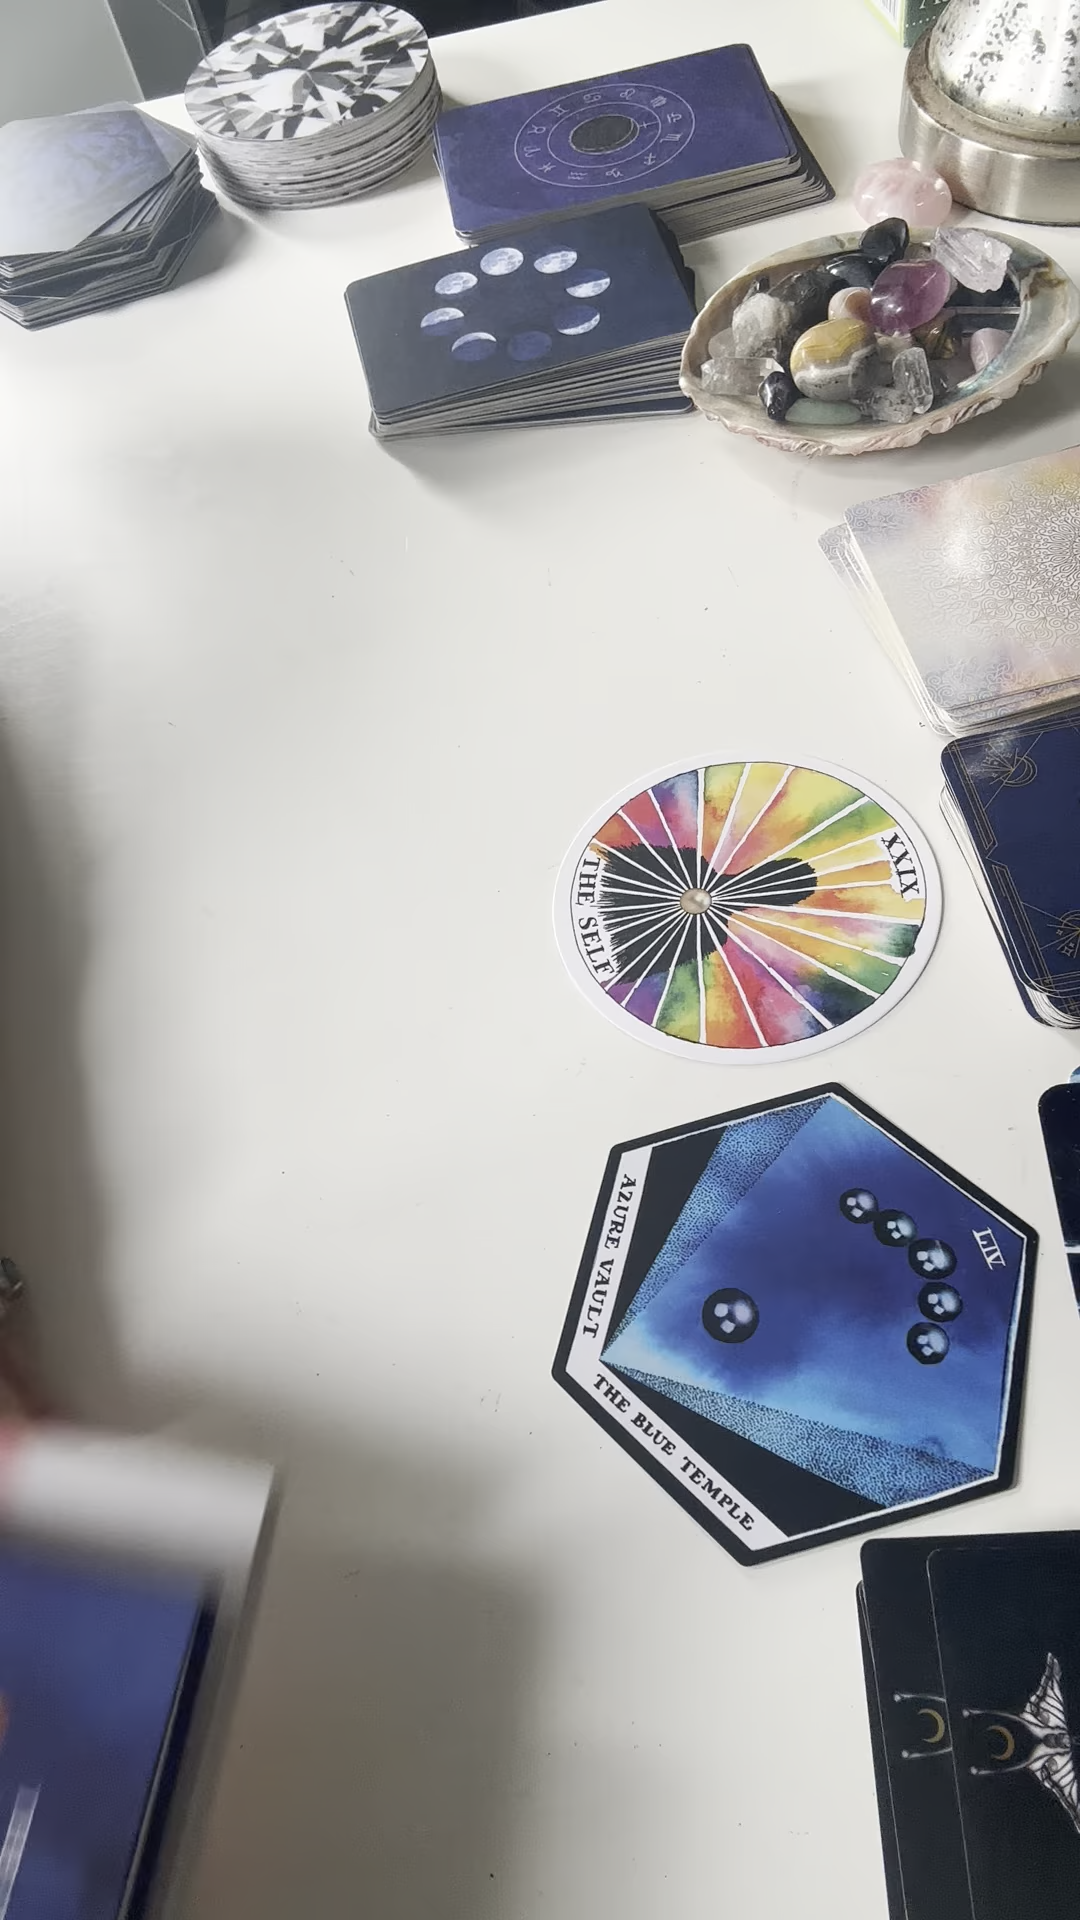 XXIX
THE SELF
LIV
AZURE VAULT
THE BLUE TEMPLE